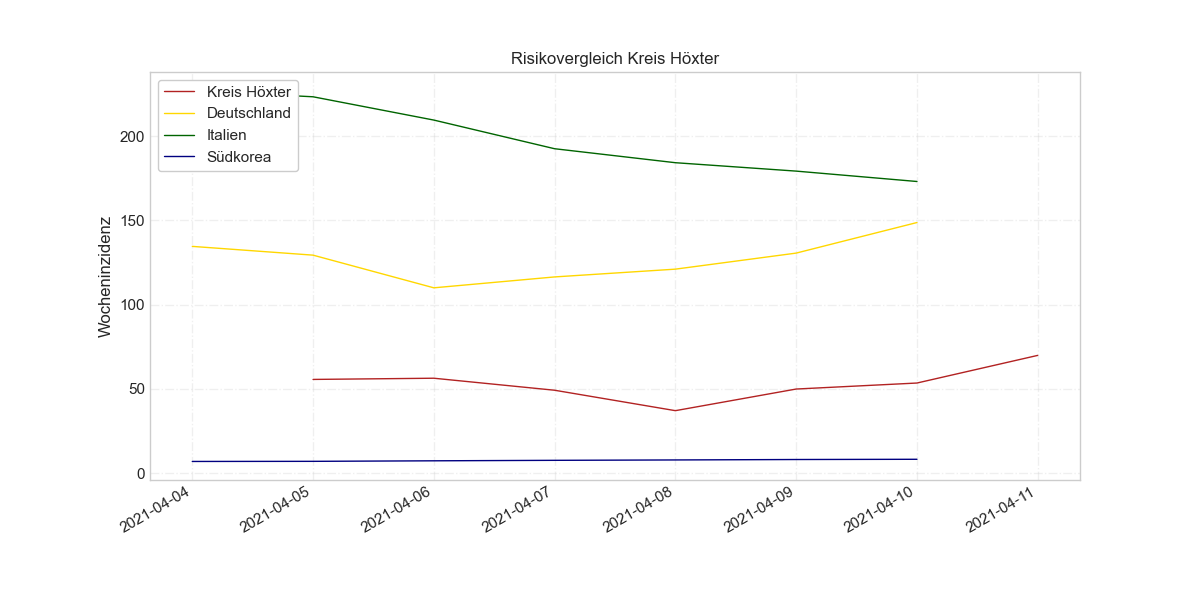 Risikovergleich Kreis Höxter
Kreis Höxter
Deutschland
Italien
Südkorea
Wocheninzidenz
200
150
100
50
0
2021-04-04
2021-04-05
2021-04-06
2021-04-07
2021-04-08
2021-04-09
2021-04-10
2021-04-11